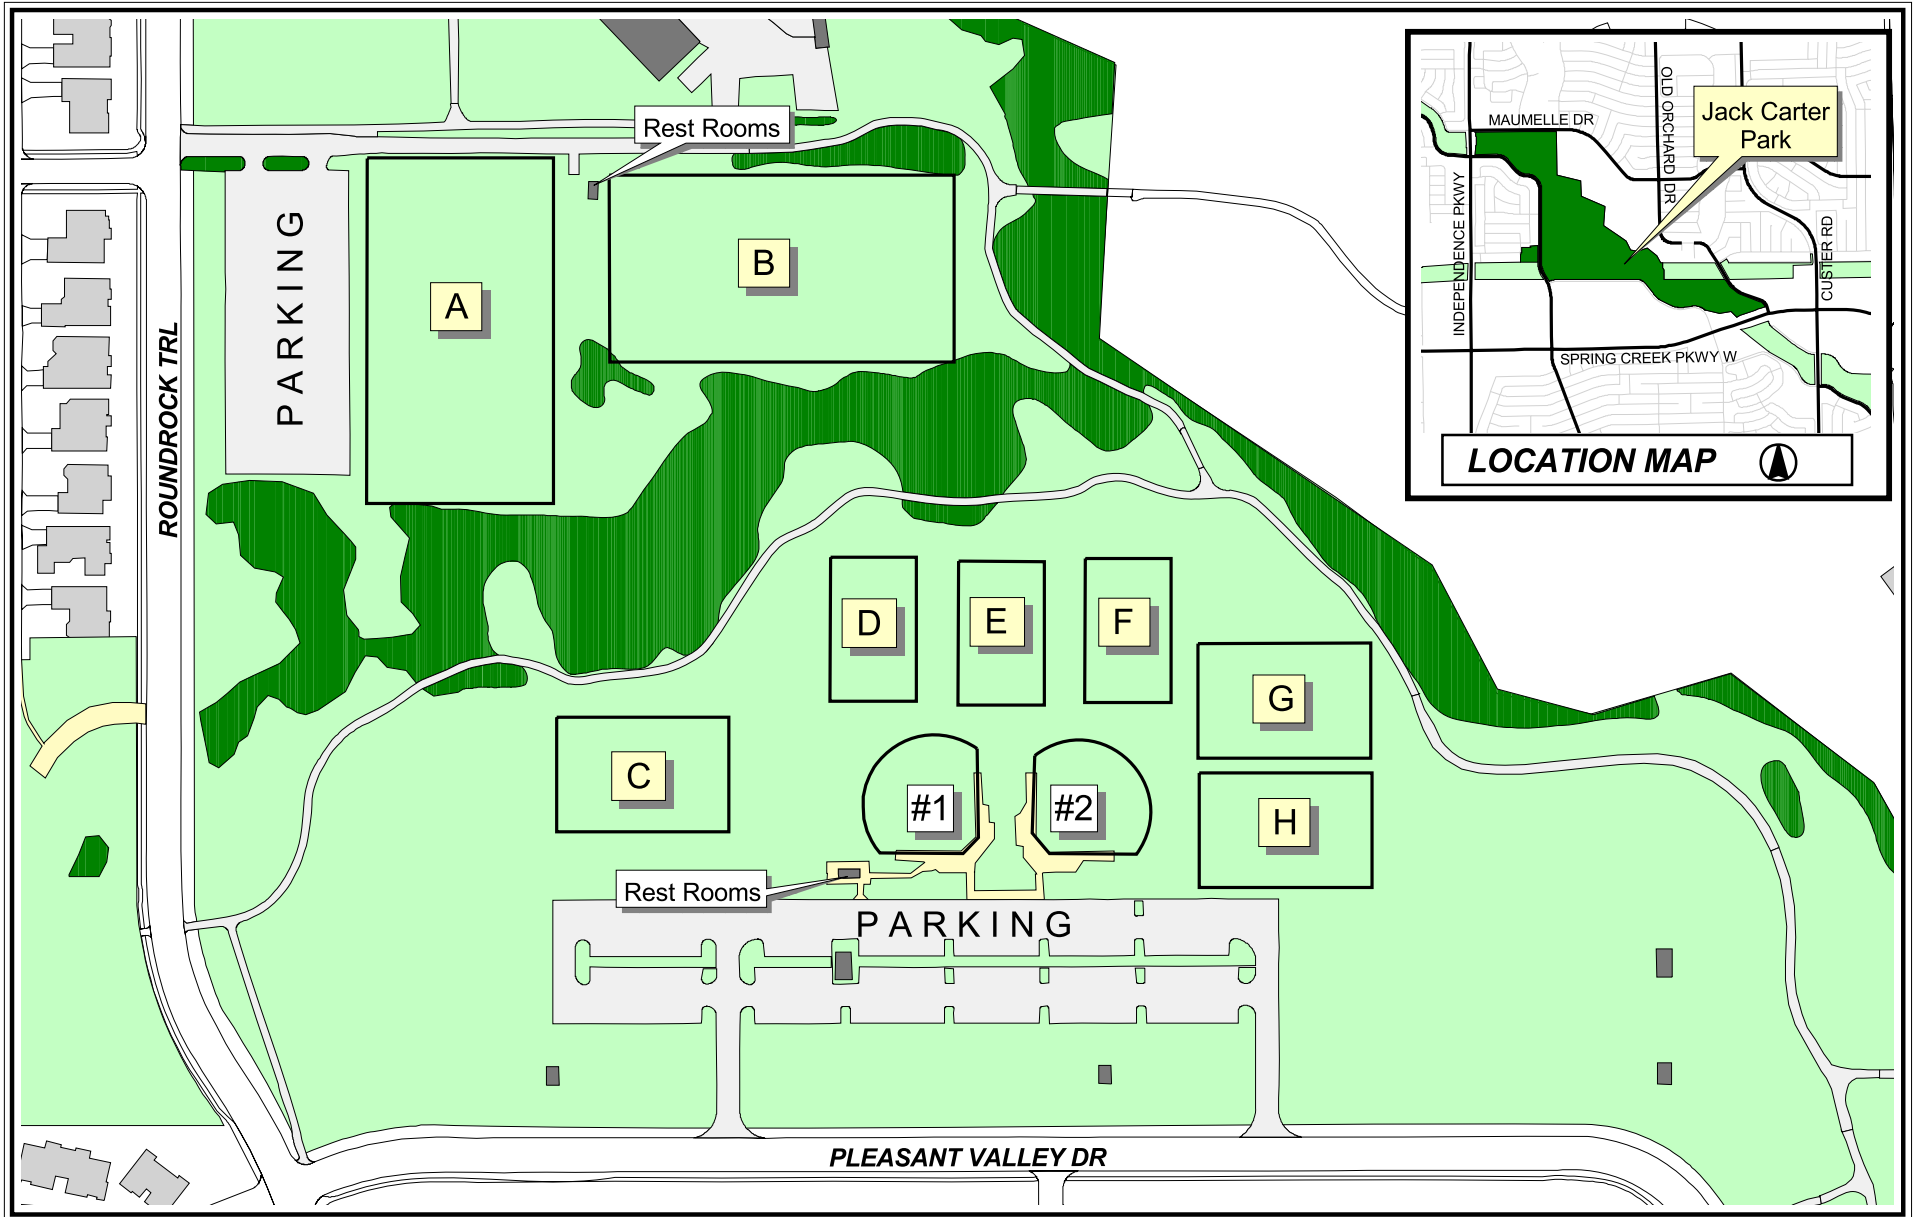 Rest Rooms
A
B
PARKING
ROUNDROCK TRL
D
E
F
G
C
#1
#2
H
Rest Rooms
PARKING
PLEASANT VALLEY DR
MAUMELLE DR
OLD ORCHARD DR
Jack Carter
Park
INDEPENDENCE PKWY
CUSTER RD
SPRING CREEK PKWY W
LOCATION MAP